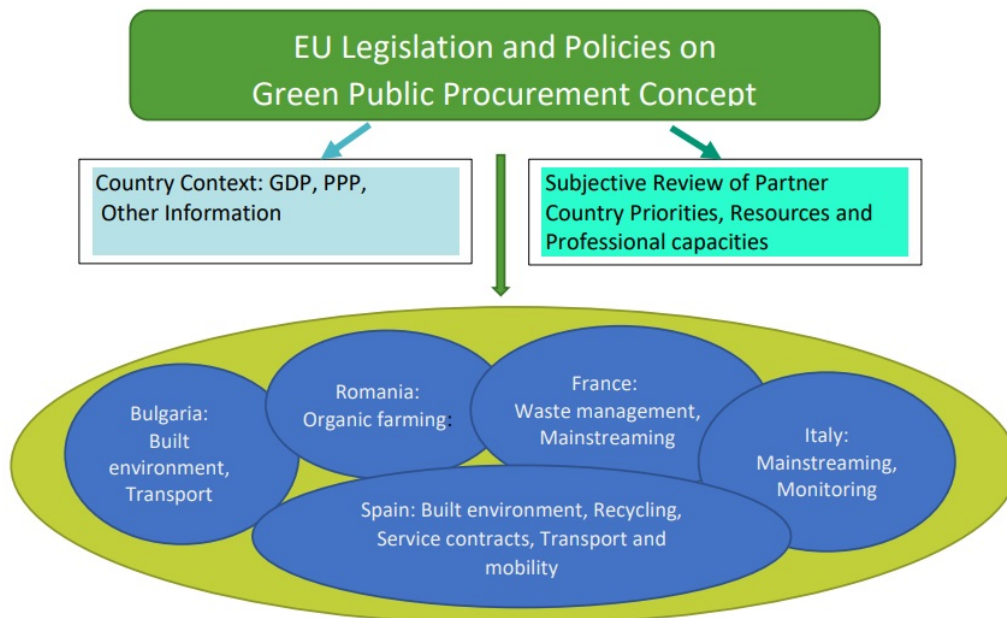 EU Legislation and Policies on
Green Public Procurement Concept
Country Context: GDP, PPP,
Other Information
Subjective Review of Partner
Country Priorities, Resources and
Professional capacities
Bulgaria:
Built
environment,
Transport
Romania:
Organic farming:
France:
Waste management,
Mainstreaming
Italy:
Mainstreaming,
Monitoring
Spain: Built environment, Recycling,
Service contracts, Transport and
mobility